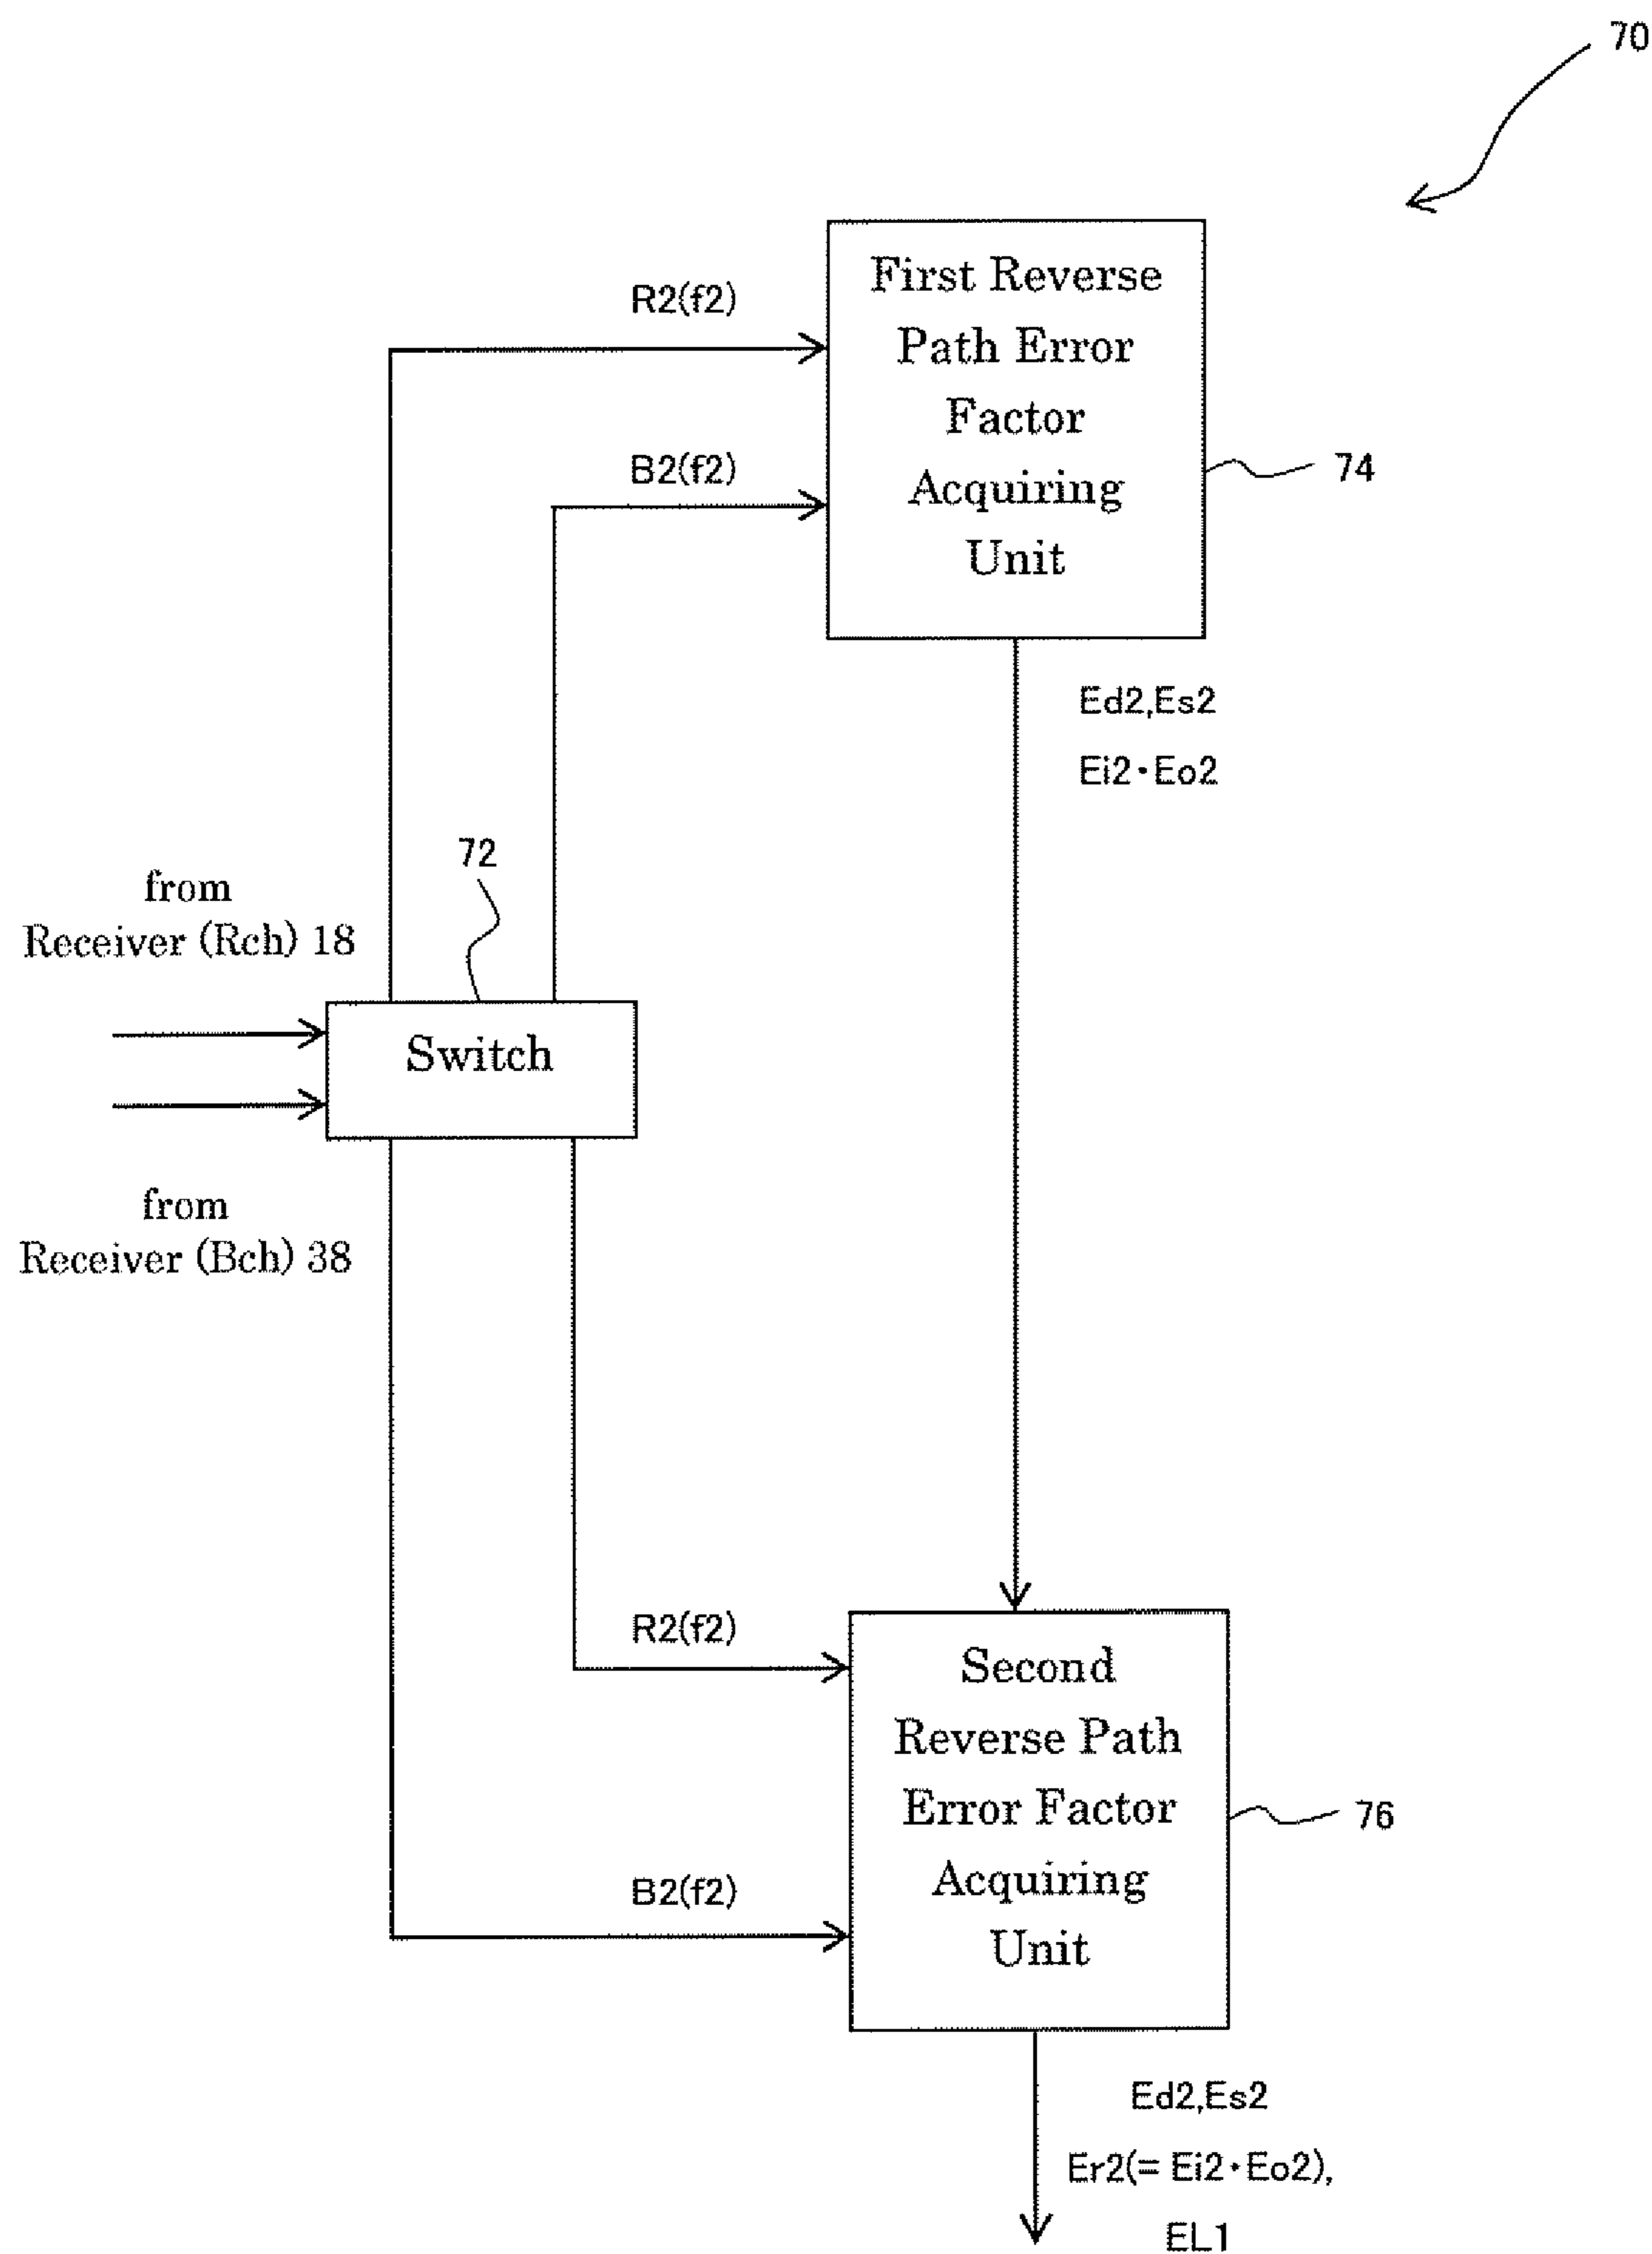 70
First Reverse
Path Error
Factor
Acquiring
Unit
R2(f2)
B2(f2)
74
Ed2,Es2
Ei2・Eo2
72
from
Receiver (Rch) 18
Switch
from
Receiver (Bch) 38
R2(f2)
Second
Reverse Path
Error Factor
Acquiring
Unit
76
B2(f2)
Ed2,Es2
Er2(= Ei2・Eo2),
EL1